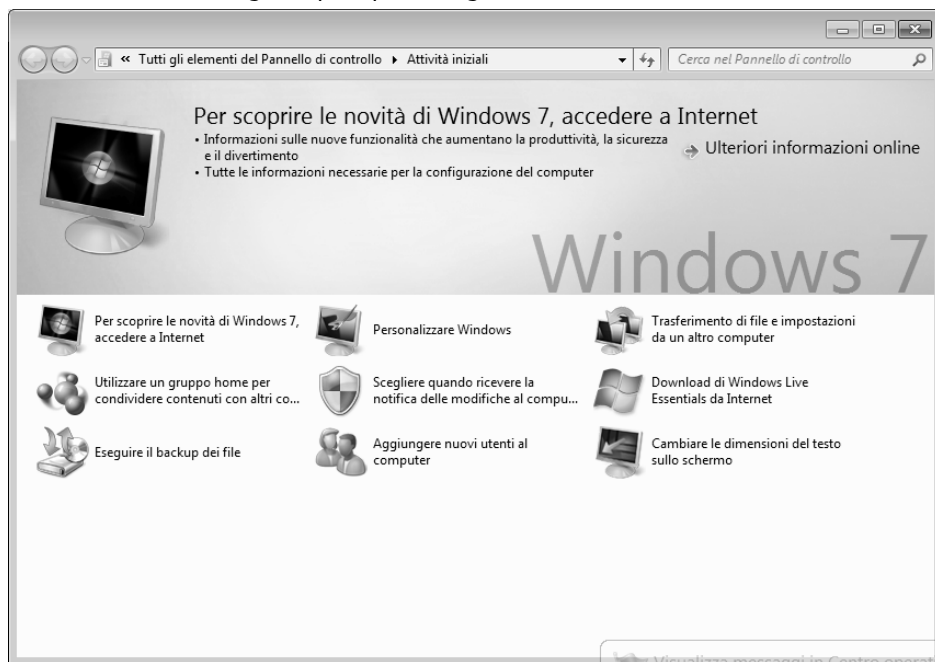 « Tutti gli elementi del Pannello di controllo ▸ Attività iniziali
Cerca nel Pannello di controllo
Per scoprire le novità di Windows 7, accedere a Internet
• Informazioni sulle nuove funzionalità che aumentano la produttività, la sicurezza
e il divertimento
• Tutte le informazioni necessarie per la configurazione del computer
Ulteriori informazioni online
Windows 7
Per scoprire le novità di Windows 7,
accedere a Internet
Personalizzare Windows
Trasferimento di file e impostazioni
da un altro computer
Utilizzare un gruppo home per
condividere contenuti con altri co...
Scegliere quando ricevere la
notifica delle modifiche al compu...
Download di Windows Live
Essentials da Internet
Eseguire il backup dei file
Aggiungere nuovi utenti al
computer
Cambiare le dimensioni del testo
sullo schermo
Visualizza messaggi in Centro